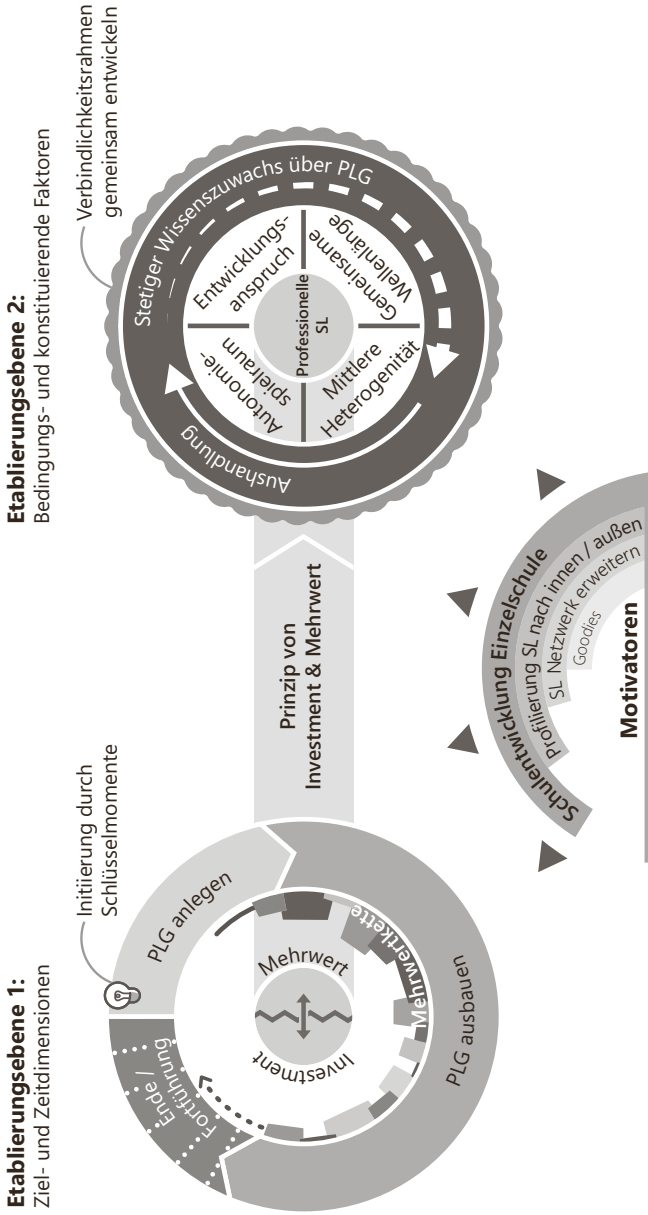 Etablierungsebene 1:
Ziel- und Zeitdimensionen
Initiierung durch
Schlüsselmomente
PLG anlegen
PLG ausbauen
Ende /
Fortführung
Mehrwert
Investment
Mehrwertkette
Prinzip von
Investment & Mehrwert
Etablierungsebene 2:
Bedingungs- und konstituierende Faktoren
Verbindlichkeitsrahmen
gemeinsam entwickeln
Stetiger Wissenszuwachs über PLG
Aushandlung
Autonomie-
spielraum
Entwicklungs-
anspruch
Professionelle
SL
Mittlere
Heterogenität
Gemeinsame
Wellenlänge
Schulentwicklung Einzelschule
Profilierung SL nach innen / außen
SL Netzwerk erweitern
Goodies
Motivatoren